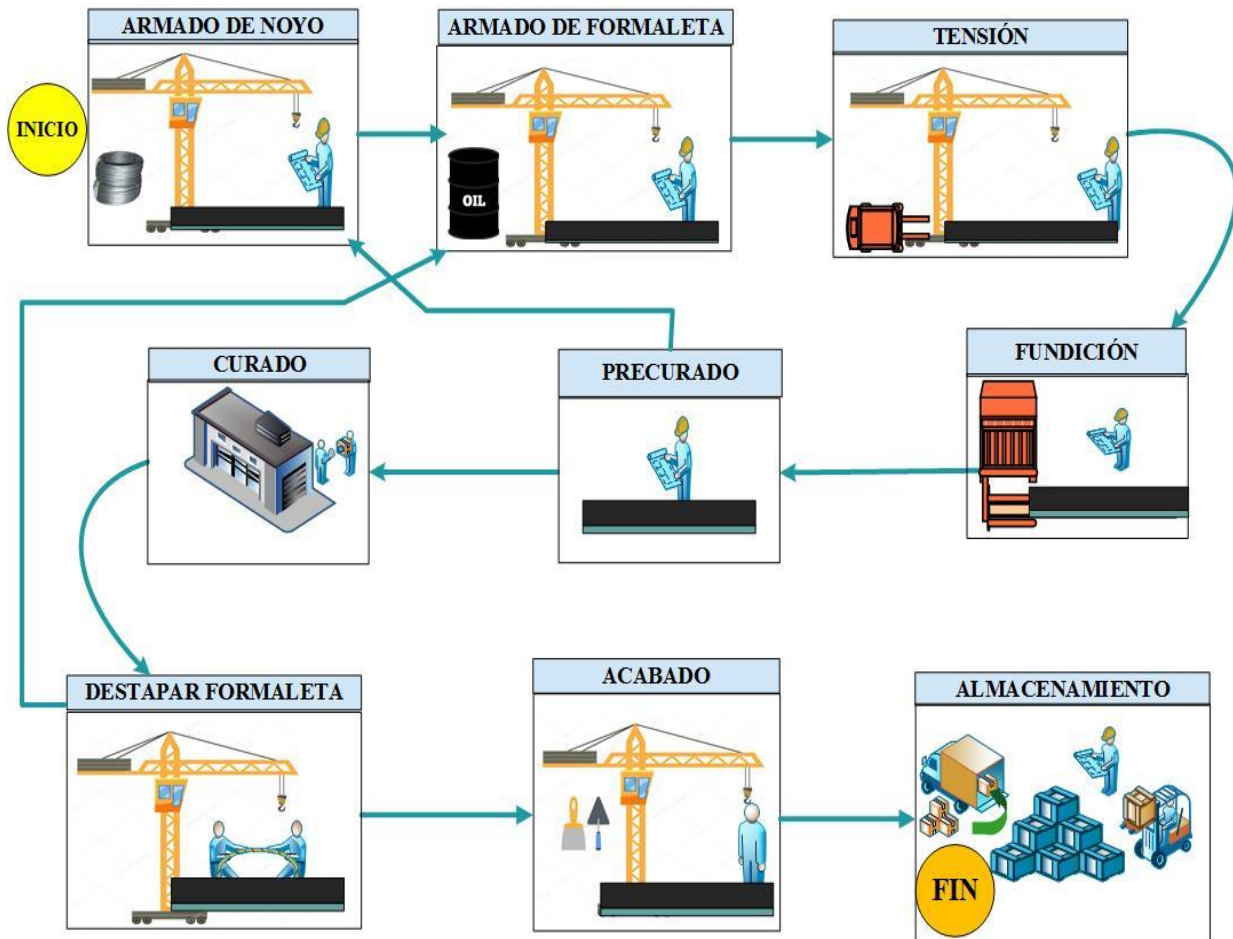 ARMADO DE NOYO
ARMADO DE FORMALETA
TENSIÓN
INICIO
OIL
CURADO
PRECURADO
FUNDICIÓN
DESTAPAR FORMALETA
ACABADO
ALMACENAMIENTO
FIN